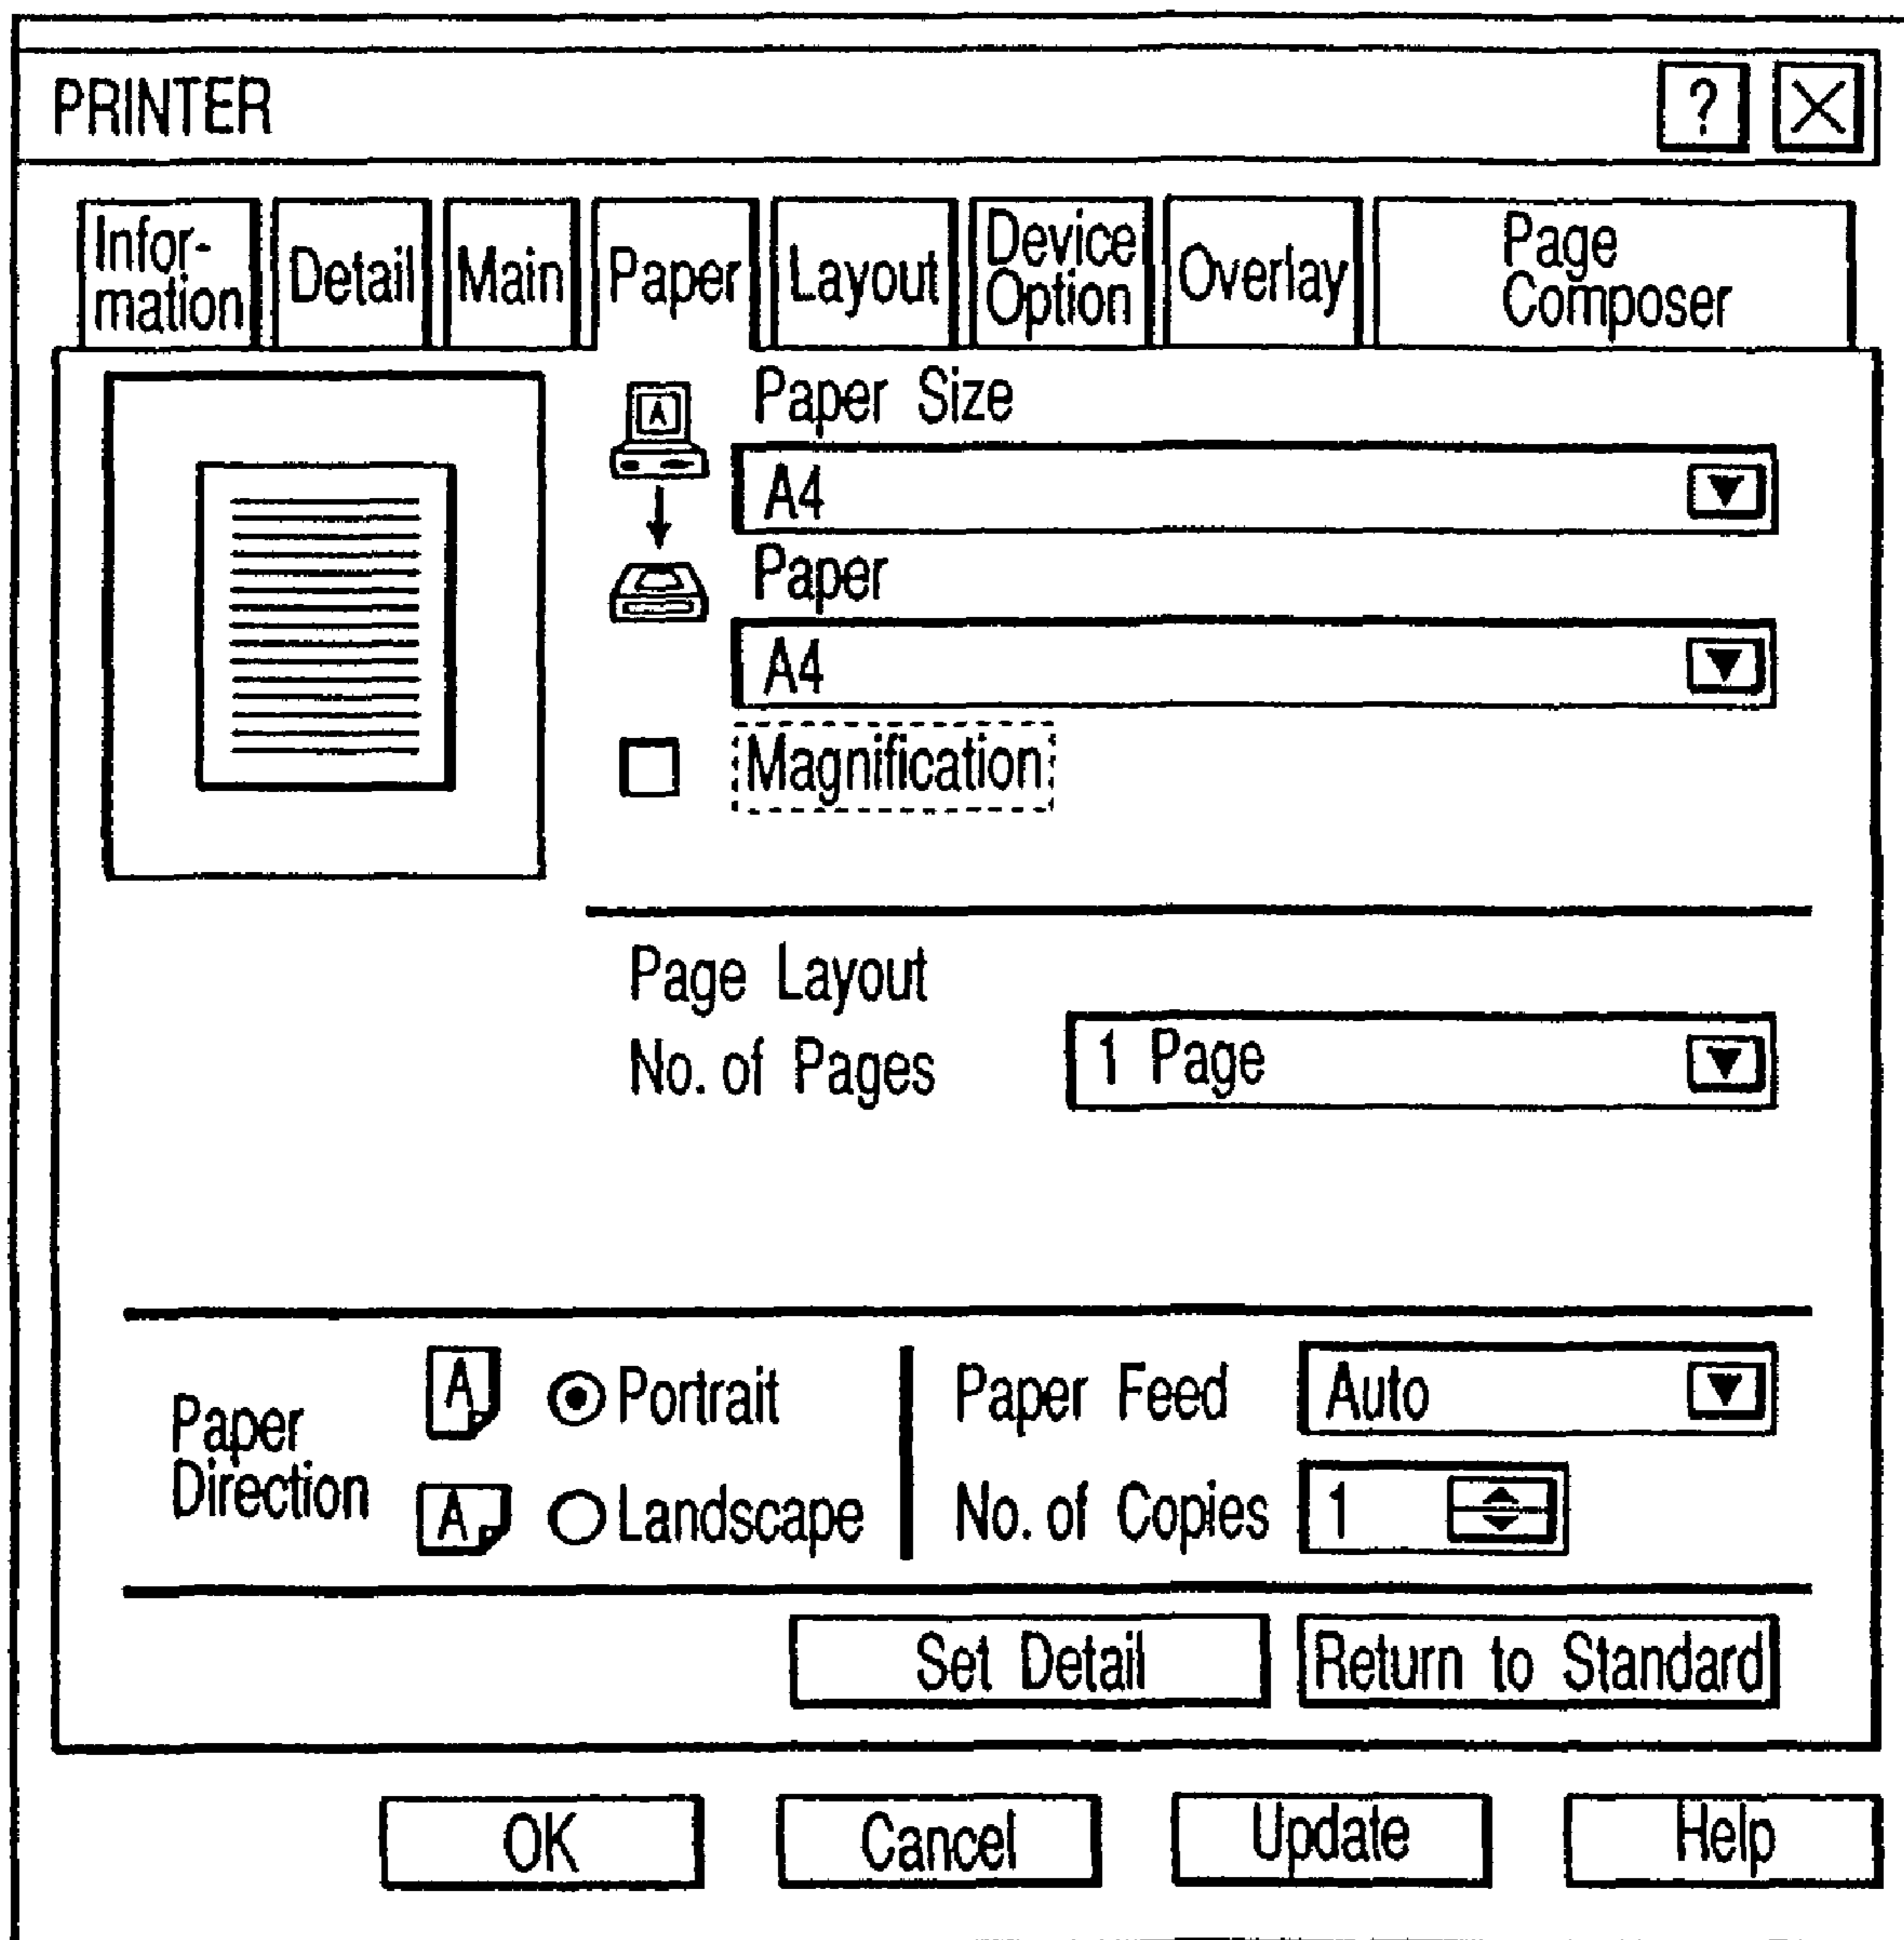 PRINTER ?
Infor-
mation
Detail
Main
Paper
Layout
Device
Option
Overlay
Page
Composer
A
Paper Size
A4
Paper
A4
Magnification
Page Layout
No. of Pages 1 Page
Paper
Direction
A Portrait
A Landscape
Paper Feed Auto
No. of Copies 1
Set Detail Return to Standard
OK Cancel Update Help